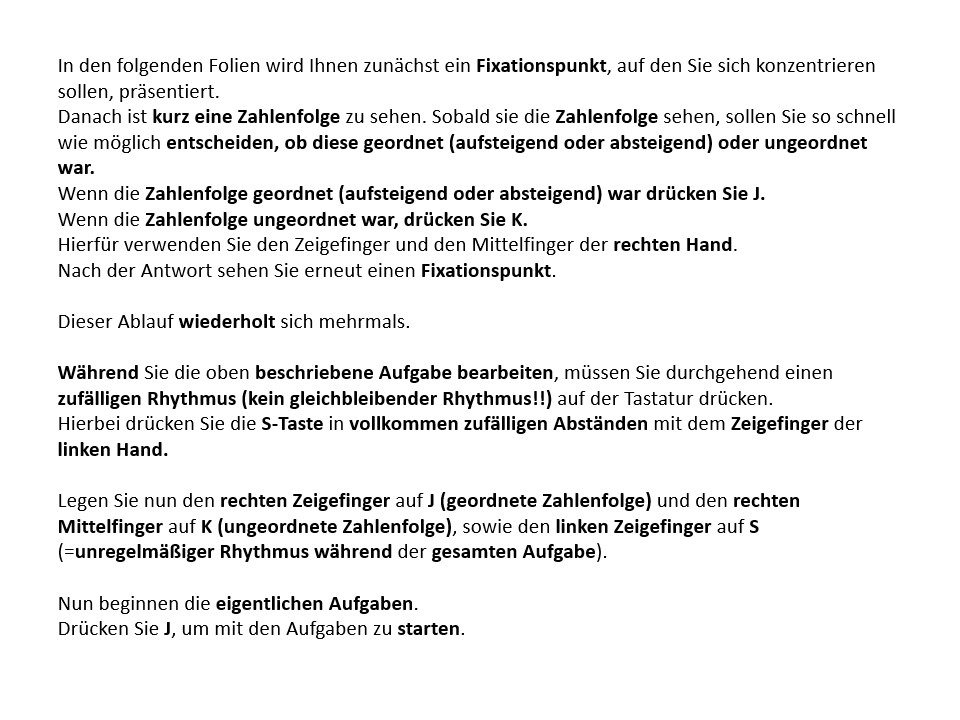 In den folgenden Folien wird Ihnen zunächst ein Fixationspunkt, auf den Sie sich konzentrieren
sollen, präsentiert.
Danach ist kurz eine Zahlenfolge zu sehen. Sobald sie die Zahlenfolge sehen, sollen Sie so schnell
wie möglich entscheiden, ob diese geordnet (aufsteigend oder absteigend) oder ungeordnet
war.
Wenn die Zahlenfolge geordnet (aufsteigend oder absteigend) war drücken Sie J.
Wenn die Zahlenfolge ungeordnet war, drücken Sie K.
Hierfür verwenden Sie den Zeigefinger und den Mittelfinger der rechten Hand.
Nach der Antwort sehen Sie erneut einen Fixationspunkt.
Dieser Ablauf wiederholt sich mehrmals.
Während Sie die oben beschriebene Aufgabe bearbeiten, müssen Sie durchgehend einen
zufälligen Rhythmus (kein gleichbleibender Rhythmus!!) auf der Tastatur drücken.
Hierbei drücken Sie die S-Taste in vollkommen zufälligen Abständen mit dem Zeigefinger der
linken Hand.
Legen Sie nun den rechten Zeigefinger auf J (geordnete Zahlenfolge) und den rechten
Mittelfinger auf K (ungeordnete Zahlenfolge), sowie den linken Zeigefinger auf S
(=unregelmäßiger Rhythmus während der gesamten Aufgabe).
Nun beginnen die eigentlichen Aufgaben.
Drücken Sie J, um mit den Aufgaben zu starten.